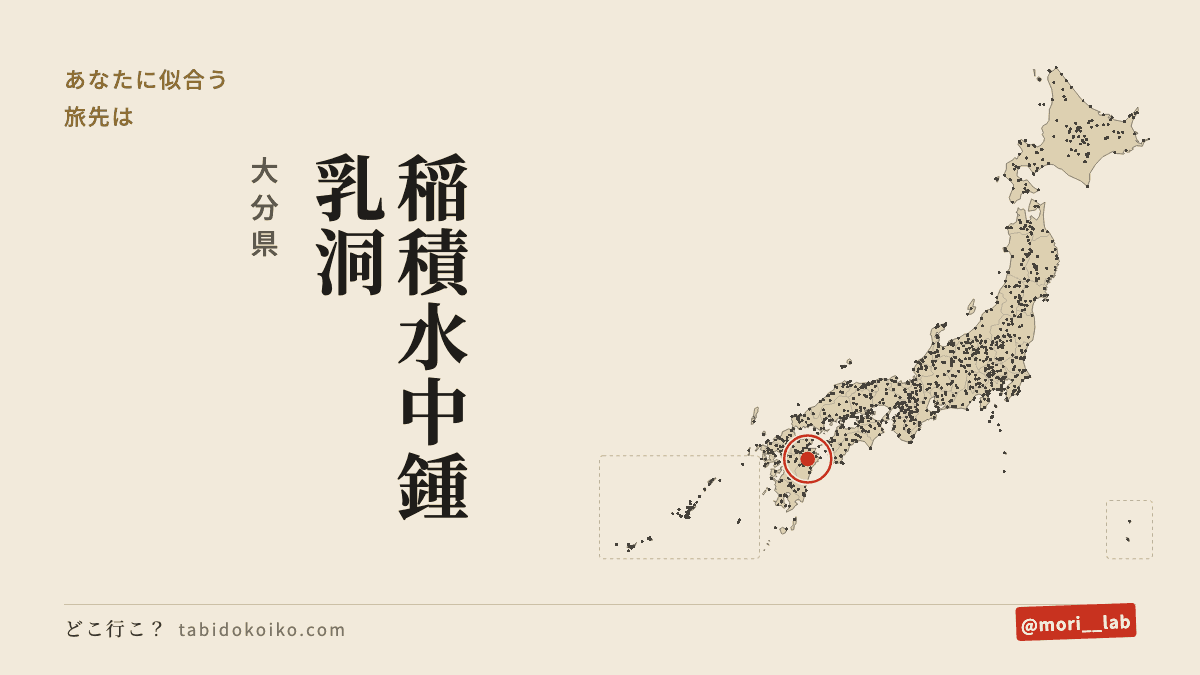 あなたに似合う
旅先は
稲積水中鍾
乳洞
大分県
どこ行こ？ tabidokoiko.com
@mori__lab